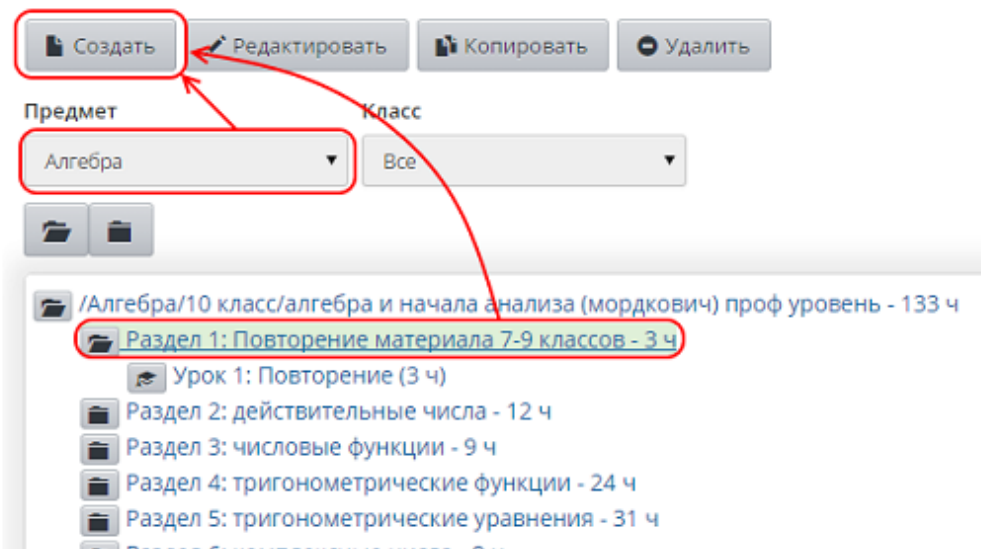 Создать Редактировать Копировать Удалить
Предмет Класс
Алгебра Все
/Алгебра/10 класс/алгебра и начала анализа (мордкович) проф уровень - 133 ч
Раздел 1: Повторение материала 7-9 классов - 3 ч
Урок 1: Повторение (3 ч)
Раздел 2: действительные числа - 12 ч
Раздел 3: числовые функции - 9 ч
Раздел 4: тригонометрические функции - 24 ч
Раздел 5: тригонометрические уравнения - 31 ч